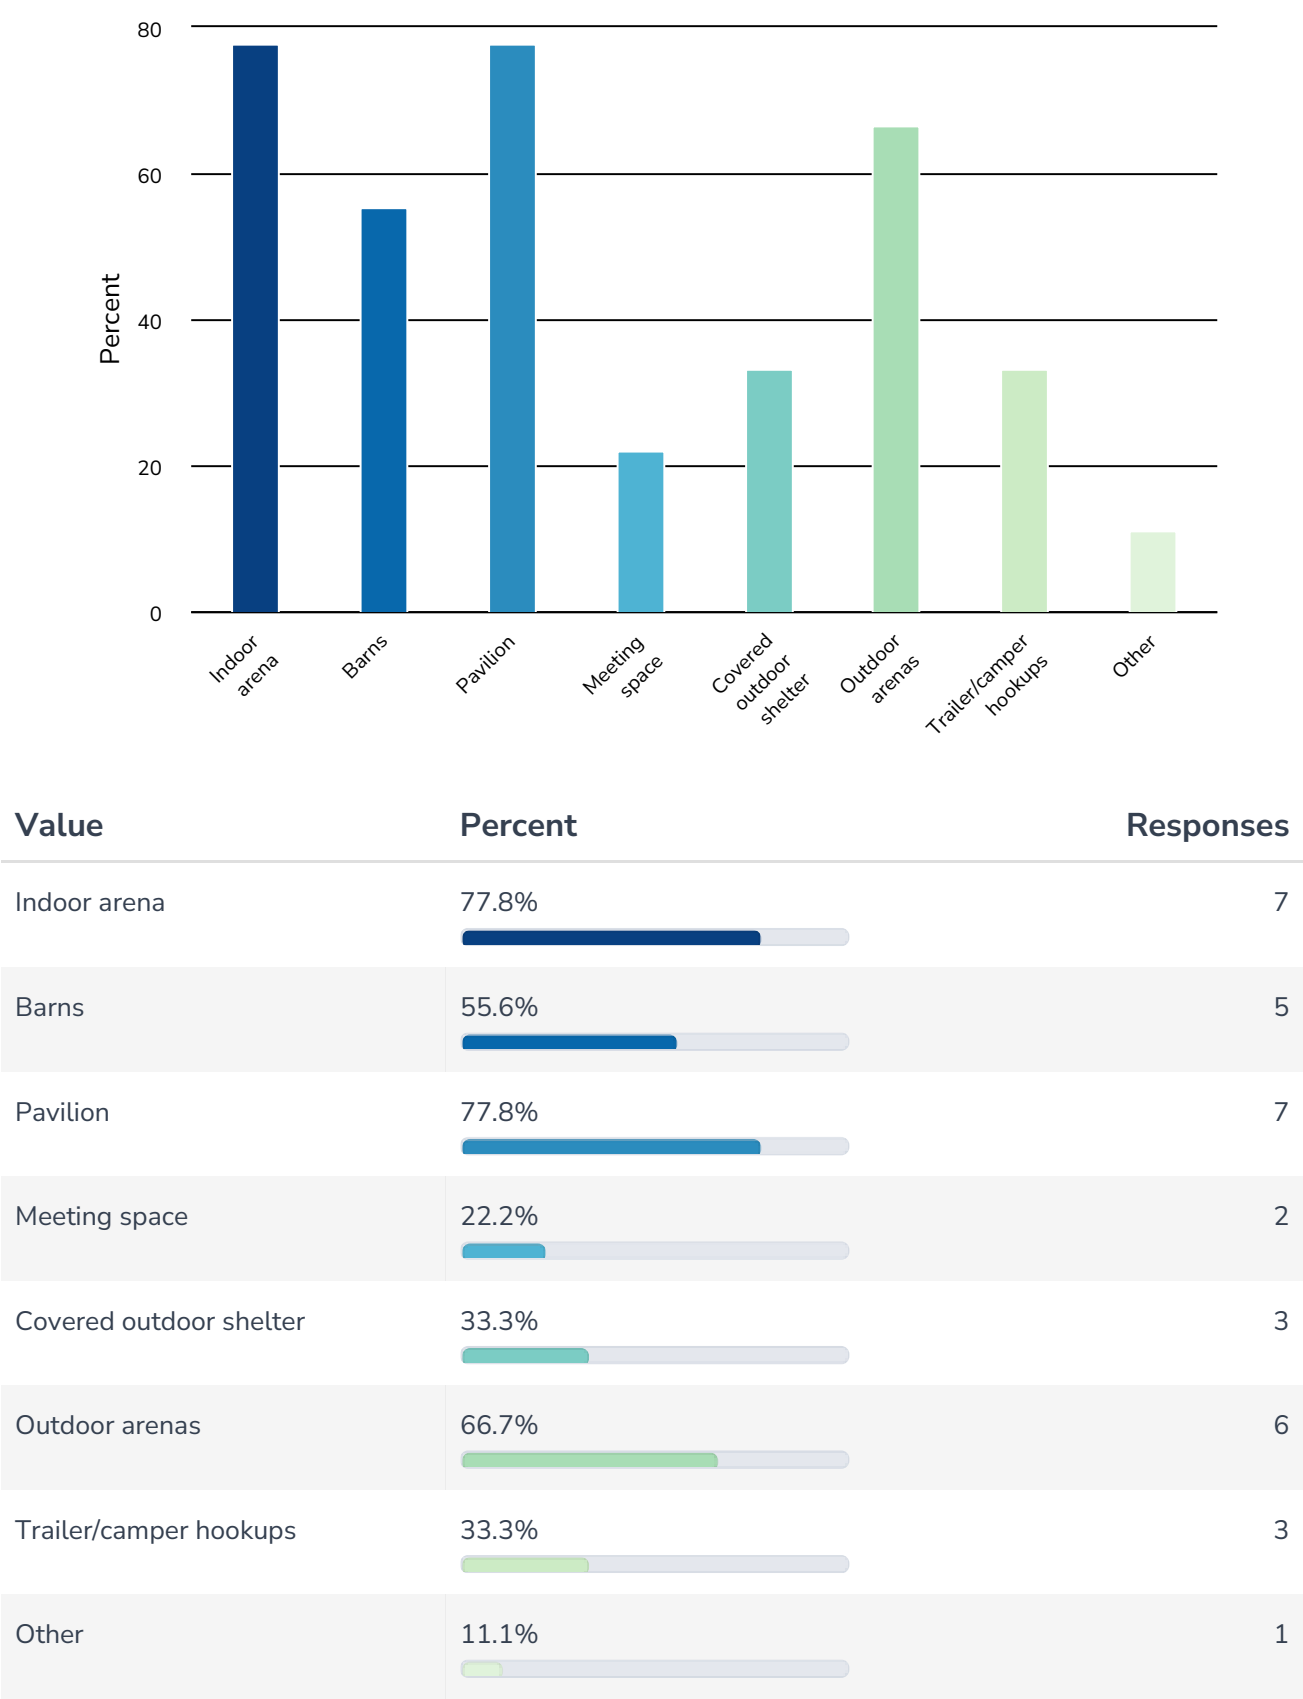 80
60
40
20
0
Percent
Indoor
arena
Barns
Pavilion
Meeting
space
Covered
outdoor
shelter
Outdoor
arenas
Trailer/camper
hookups
Other
Value Percent Responses
Indoor arena 77.8% 7
Barns 55.6% 5
Pavilion 77.8% 7
Meeting space 22.2% 2
Covered outdoor shelter 33.3% 3
Outdoor arenas 66.7% 6
Trailer/camper hookups 33.3% 3
Other 11.1% 1